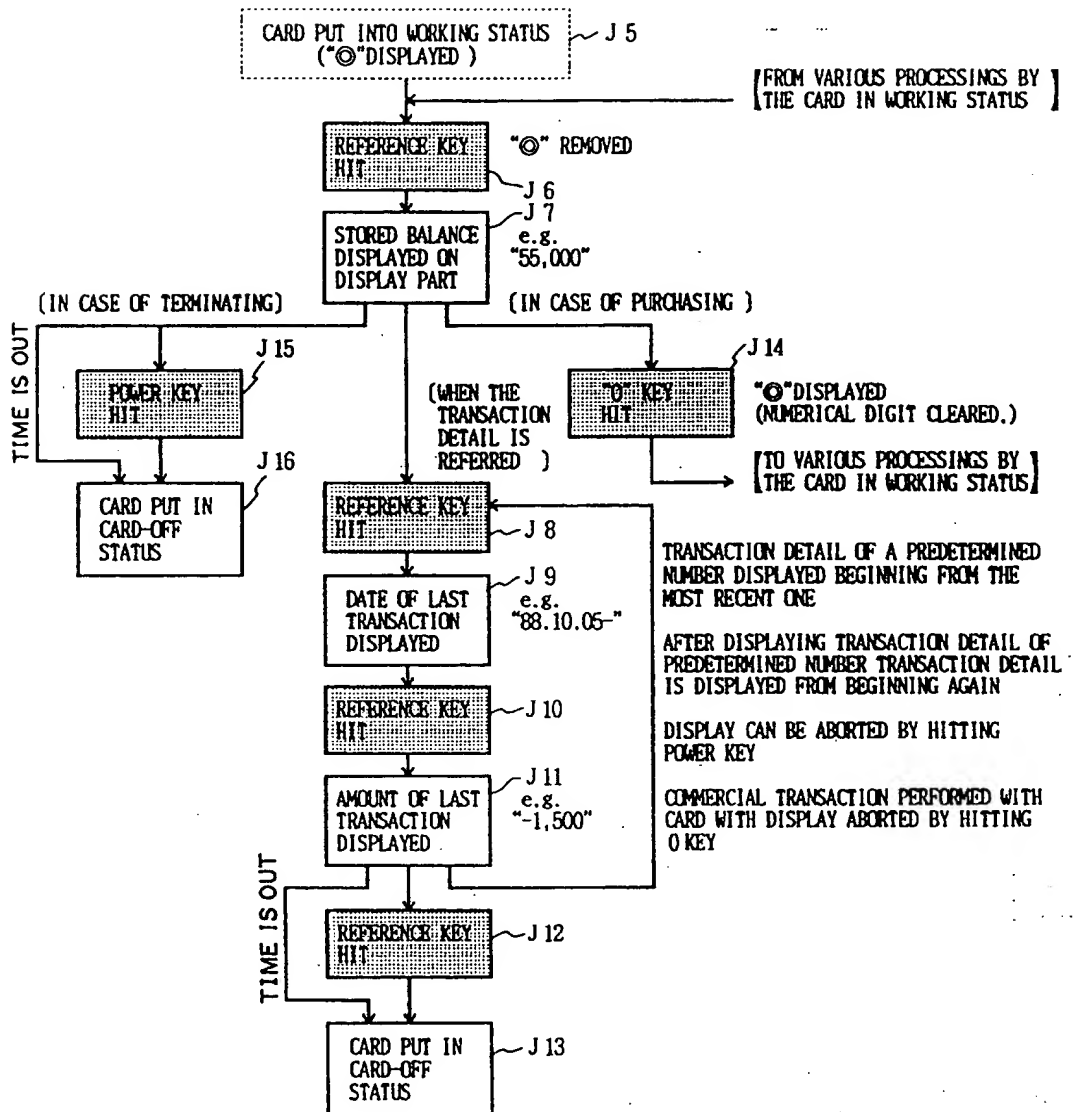 CARD PUT INTO WORKING STATUS
("◎"DISPLAYED )
J 5
[FROM VARIOUS PROCESSINGS BY
THE CARD IN WORKING STATUS ]
REFERENCE KEY
HIT
"◎" REMOVED
J 6
J 7
STORED BALANCE
DISPLAYED ON
DISPLAY PART
e.g.
"55,000"
(IN CASE OF TERMINATING)
(IN CASE OF PURCHASING )
TIME IS OUT
J 15
POWER KEY
HIT
J 14
"O" KEY
HIT
"◎"DISPLAYED
(NUMERICAL DIGIT CLEARED.)
(WHEN THE
TRANSACTION
DETAIL IS
REFERRED )
J 16
CARD PUT IN
CARD-OFF
STATUS
[TO VARIOUS PROCESSINGS BY
THE CARD IN WORKING STATUS]
REFERENCE KEY
HIT
J 8
J 9
DATE OF LAST
TRANSACTION
DISPLAYED
e.g.
"88.10.05-"
TRANSACTION DETAIL OF A PREDETERMINED
NUMBER DISPLAYED BEGINNING FROM THE
MOST RECENT ONE
AFTER DISPLAYING TRANSACTION DETAIL OF
PREDETERMINED NUMBER TRANSACTION DETAIL
IS DISPLAYED FROM BEGINNING AGAIN
REFERENCE KEY
HIT
J 10
DISPLAY CAN BE ABORTED BY HITTING
POWER KEY
J 11
AMOUNT OF LAST
TRANSACTION
DISPLAYED
e.g.
"-1,500"
COMMERCIAL TRANSACTION PERFORMED WITH
CARD WITH DISPLAY ABORTED BY HITTING
O KEY
TIME IS OUT
REFERENCE KEY
HIT
J 12
CARD PUT IN
CARD-OFF
STATUS
J 13